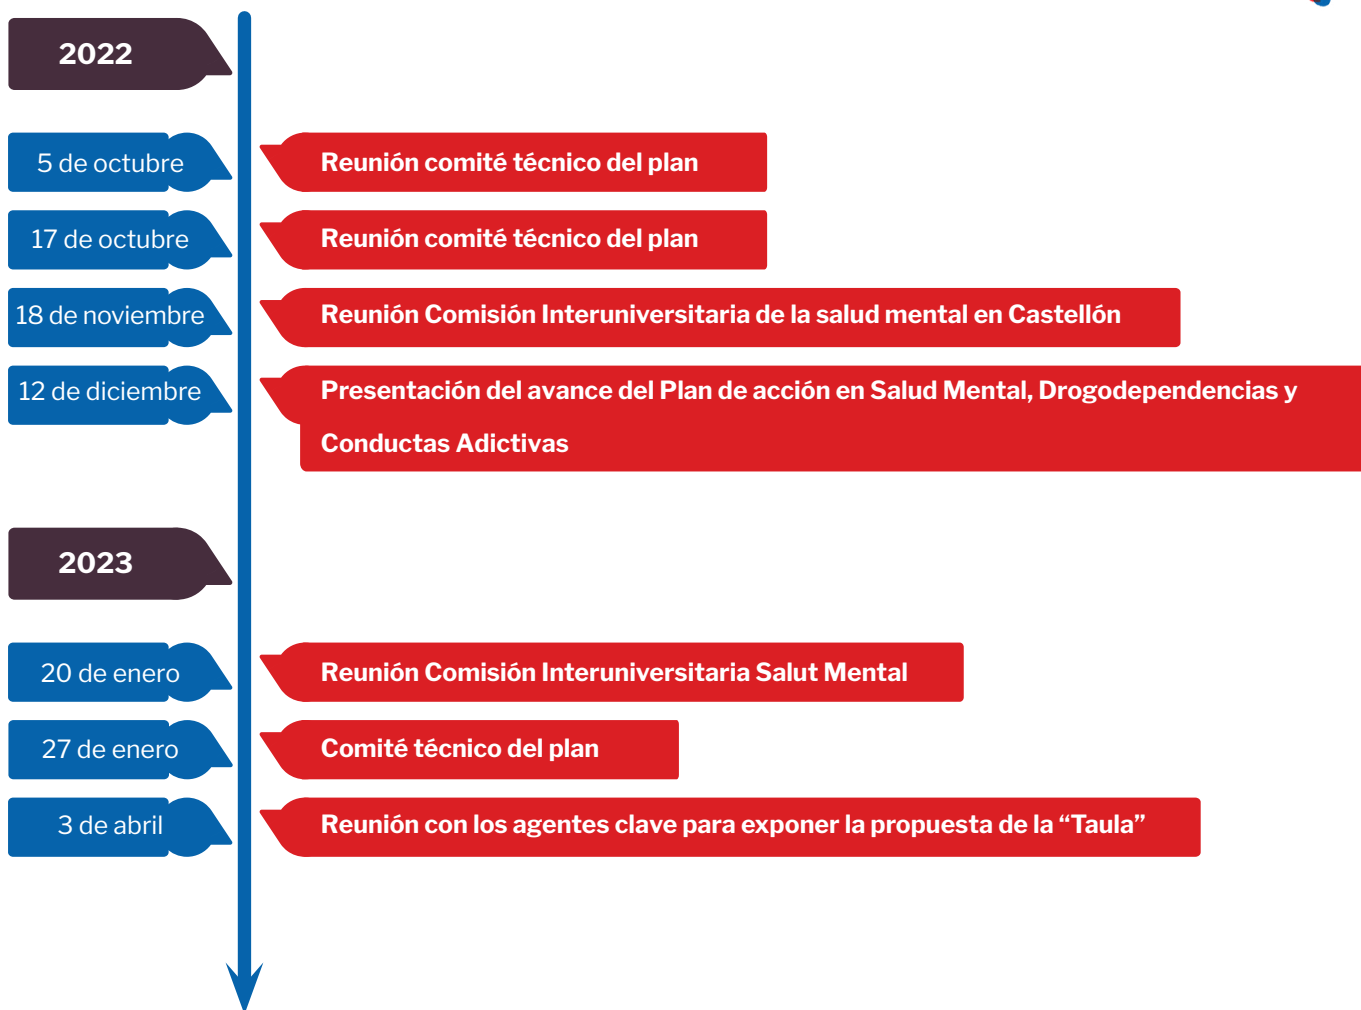 2022
5 de octubre
Reunión comité técnico del plan
17 de octubre
Reunión comité técnico del plan
18 de noviembre
Reunión Comisión Interuniversitaria de la salud mental en Castellón
12 de diciembre
Presentación del avance del Plan de acción en Salud Mental, Drogodependencias y
Conductas Adictivas
2023
20 de enero
Reunión Comisión Interuniversitaria Salut Mental
27 de enero
Comité técnico del plan
3 de abril
Reunión con los agentes clave para exponer la propuesta de la “Taula”